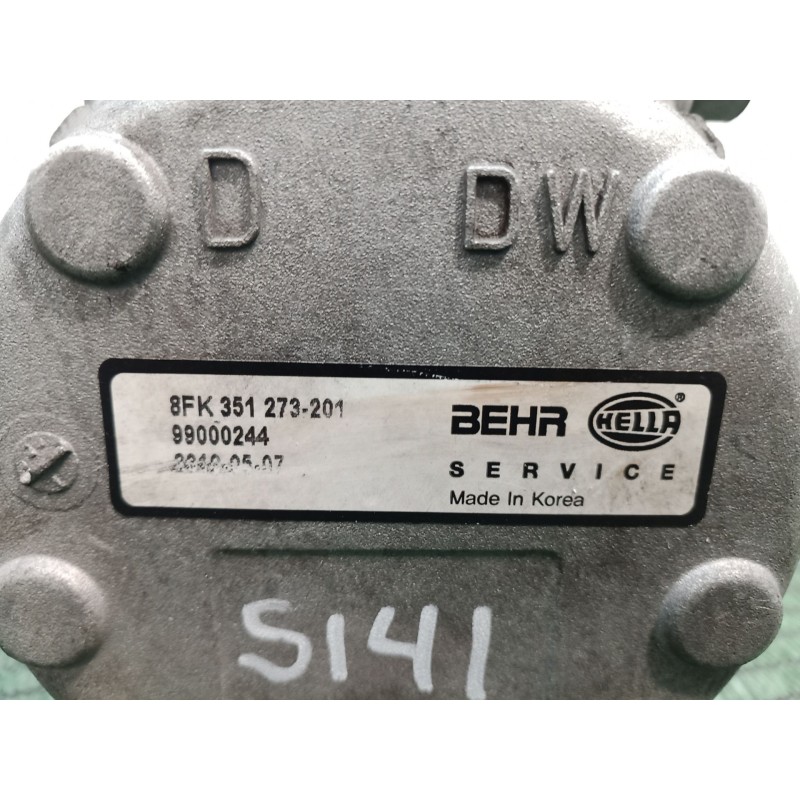 D DW
8FK 351 273-201
99000244
BEHR HELLA®
SERVICE
Made In Korea
S141